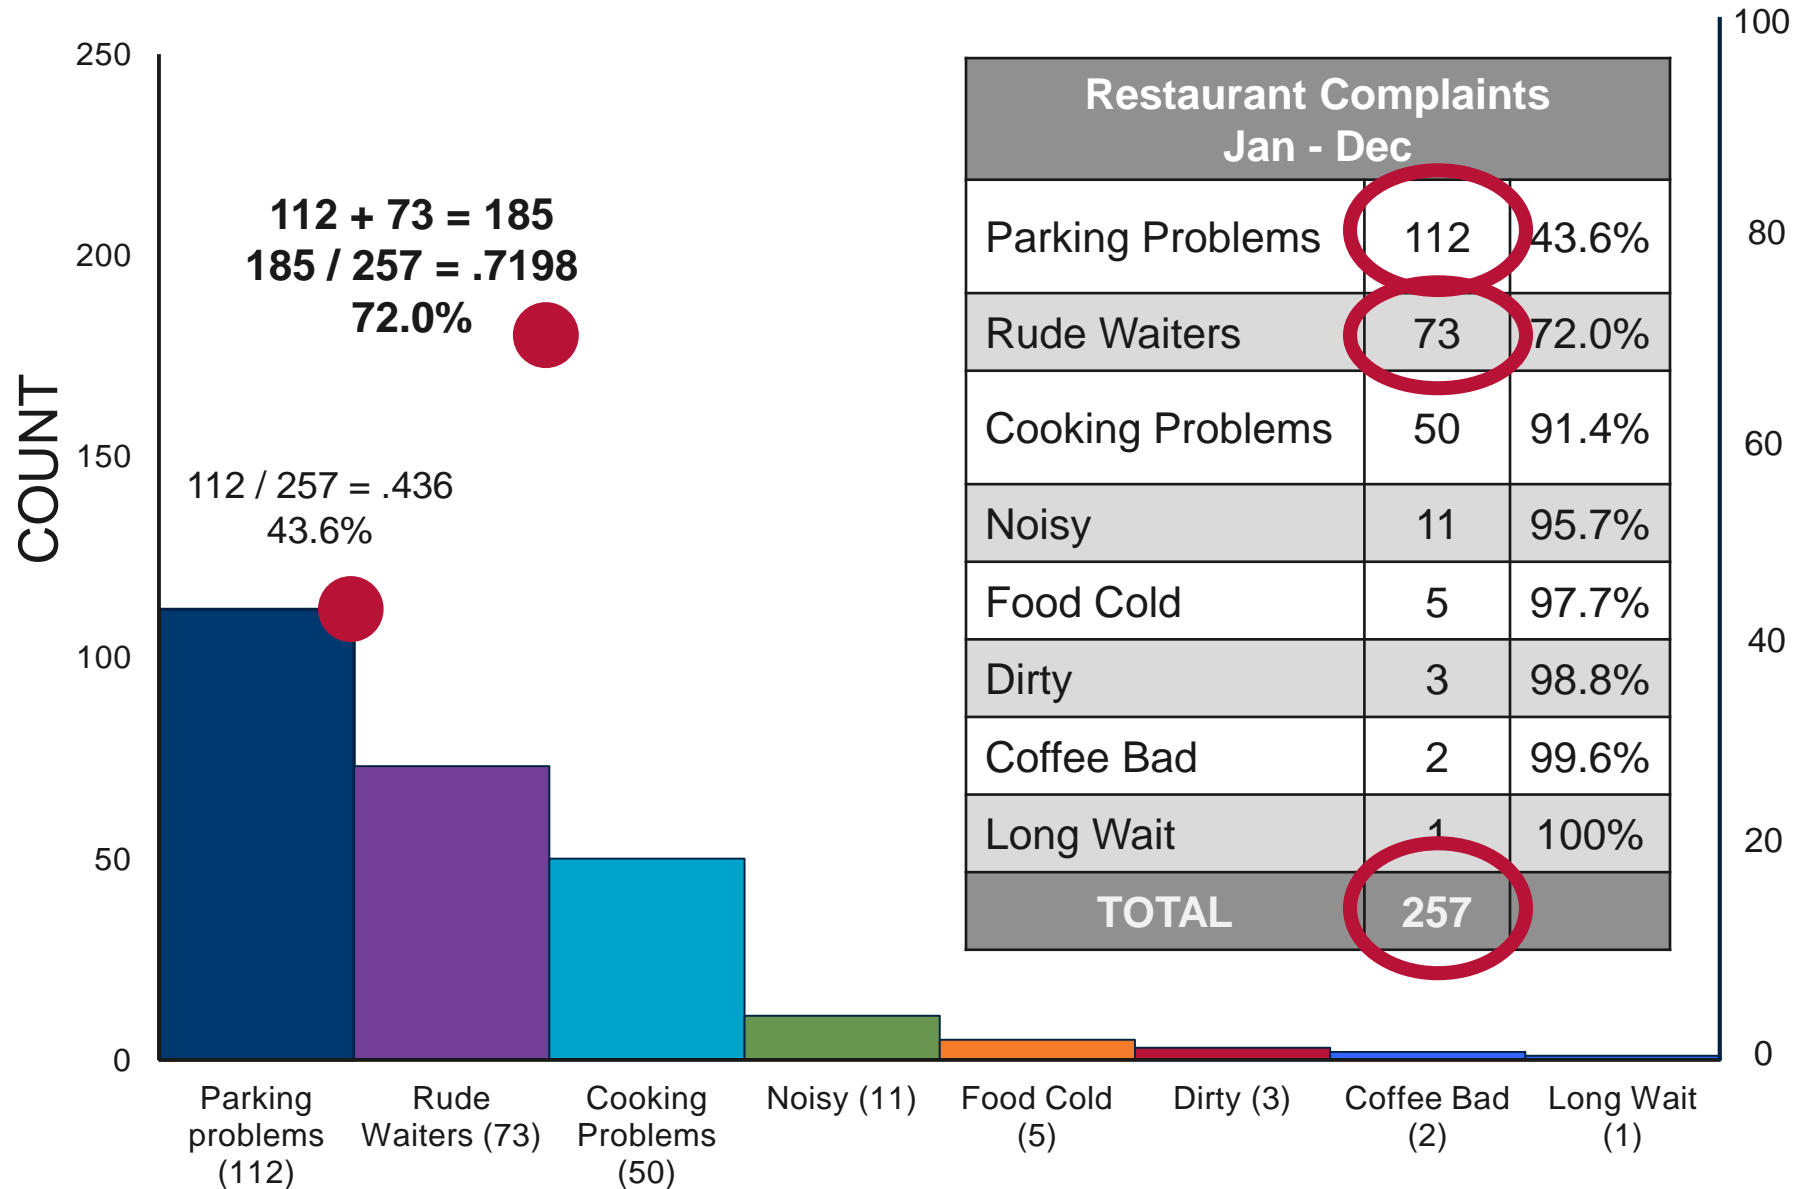 250
200
150
100
50
0
COUNT
112 + 73 = 185
185 / 257 = .7198
72.0%
112 / 257 = .436
43.6%
Restaurant Complaints
Jan - Dec
Parking Problems 112 43.6%
Rude Waiters 73 72.0%
Cooking Problems 50 91.4%
Noisy 11 95.7%
Food Cold 5 97.7%
Dirty 3 98.8%
Coffee Bad 2 99.6%
Long Wait 1 100%
TOTAL 257
100
80
60
40
20
0
Parking
problems
(112)
Rude
Waiters (73)
Cooking
Problems
(50)
Noisy (11)
Food Cold
(5)
Dirty (3)
Coffee Bad
(2)
Long Wait
(1)